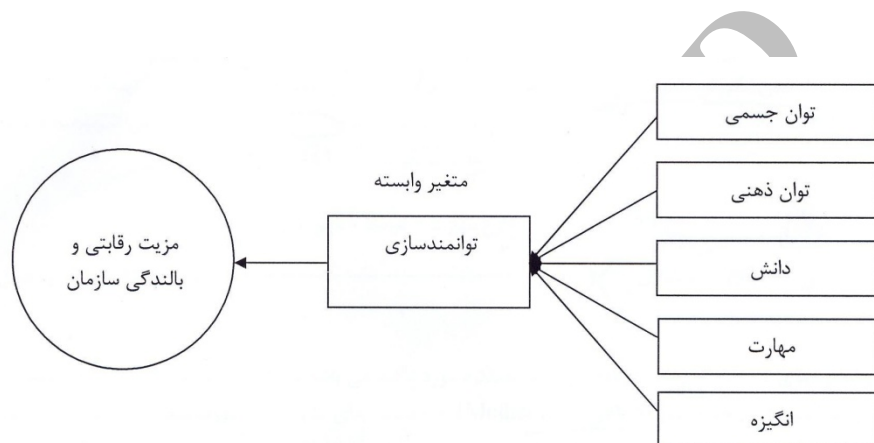 توان جسمی
توان ذهنی
دانش
مهارت
انگیزه
متغیر وابسته
توانمندسازی
مزیت رقابتی و
بالندگی سازمان